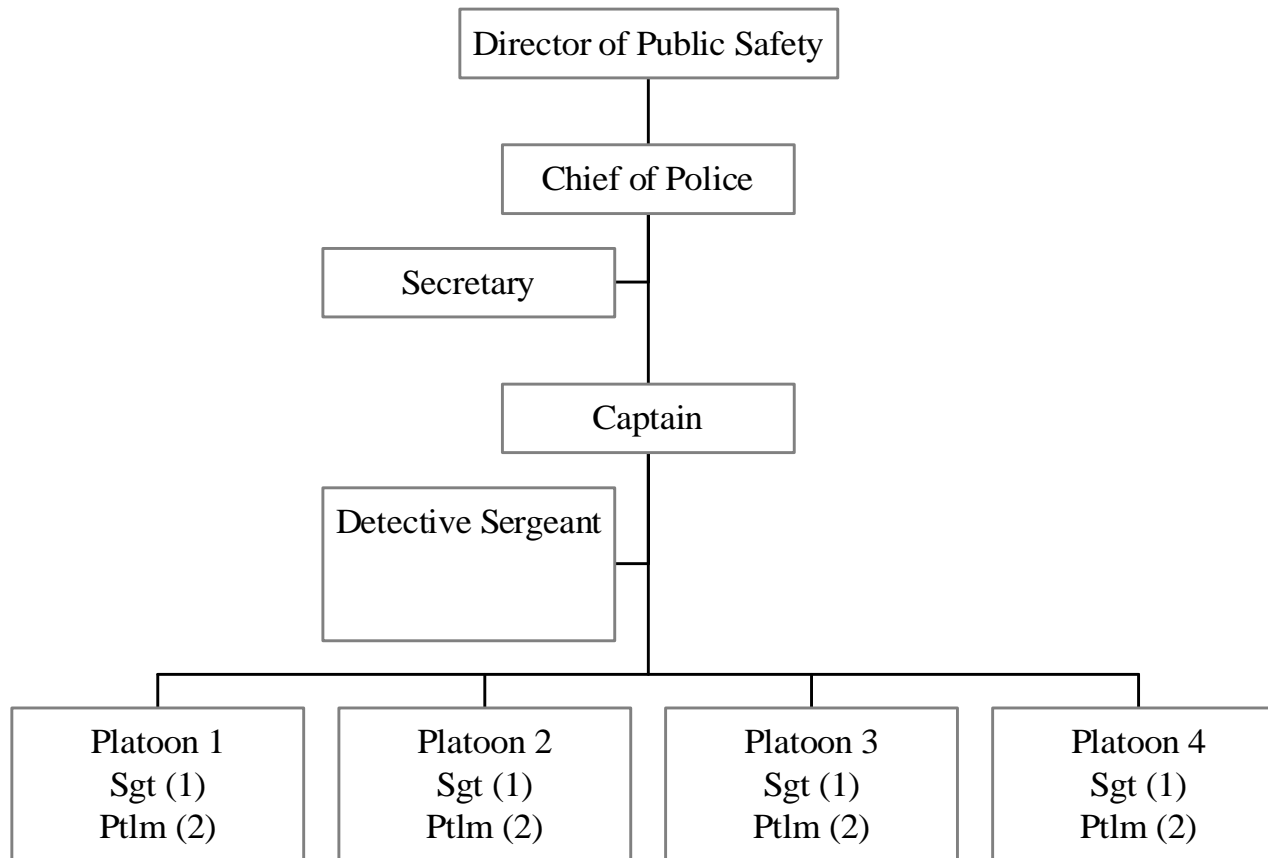 Director of Public Safety
Chief of Police
Secretary
Captain
Detective Sergeant
Platoon 1
Sgt (1)
Ptlm (2)
Platoon 2
Sgt (1)
Ptlm (2)
Platoon 3
Sgt (1)
Ptlm (2)
Platoon 4
Sgt (1)
Ptlm (2)